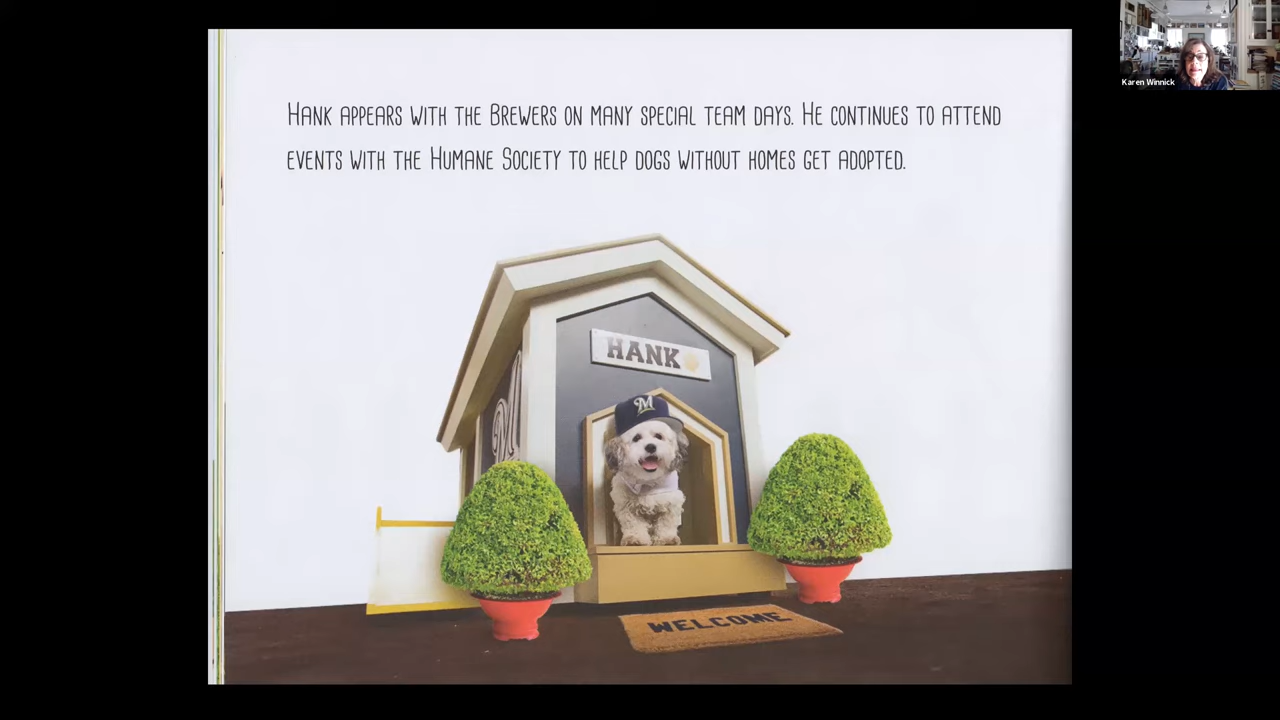 Hank appears with the Brewers on many special team days. He continues to attend
events with the Humane Society to help dogs without homes get adopted.
Karen Winnick
HANK
M
M
WELCOME